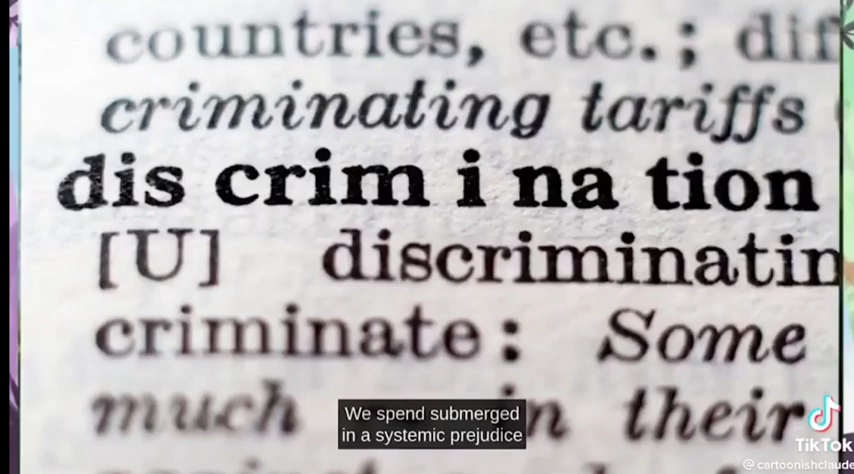 countries, etc.; dif
criminating tariffs
dis crim i na tion
[U] discriminatin
criminate: Some
much in their
We spend submerged
in a systemic prejudice
TikTok
@cartoonishclaude